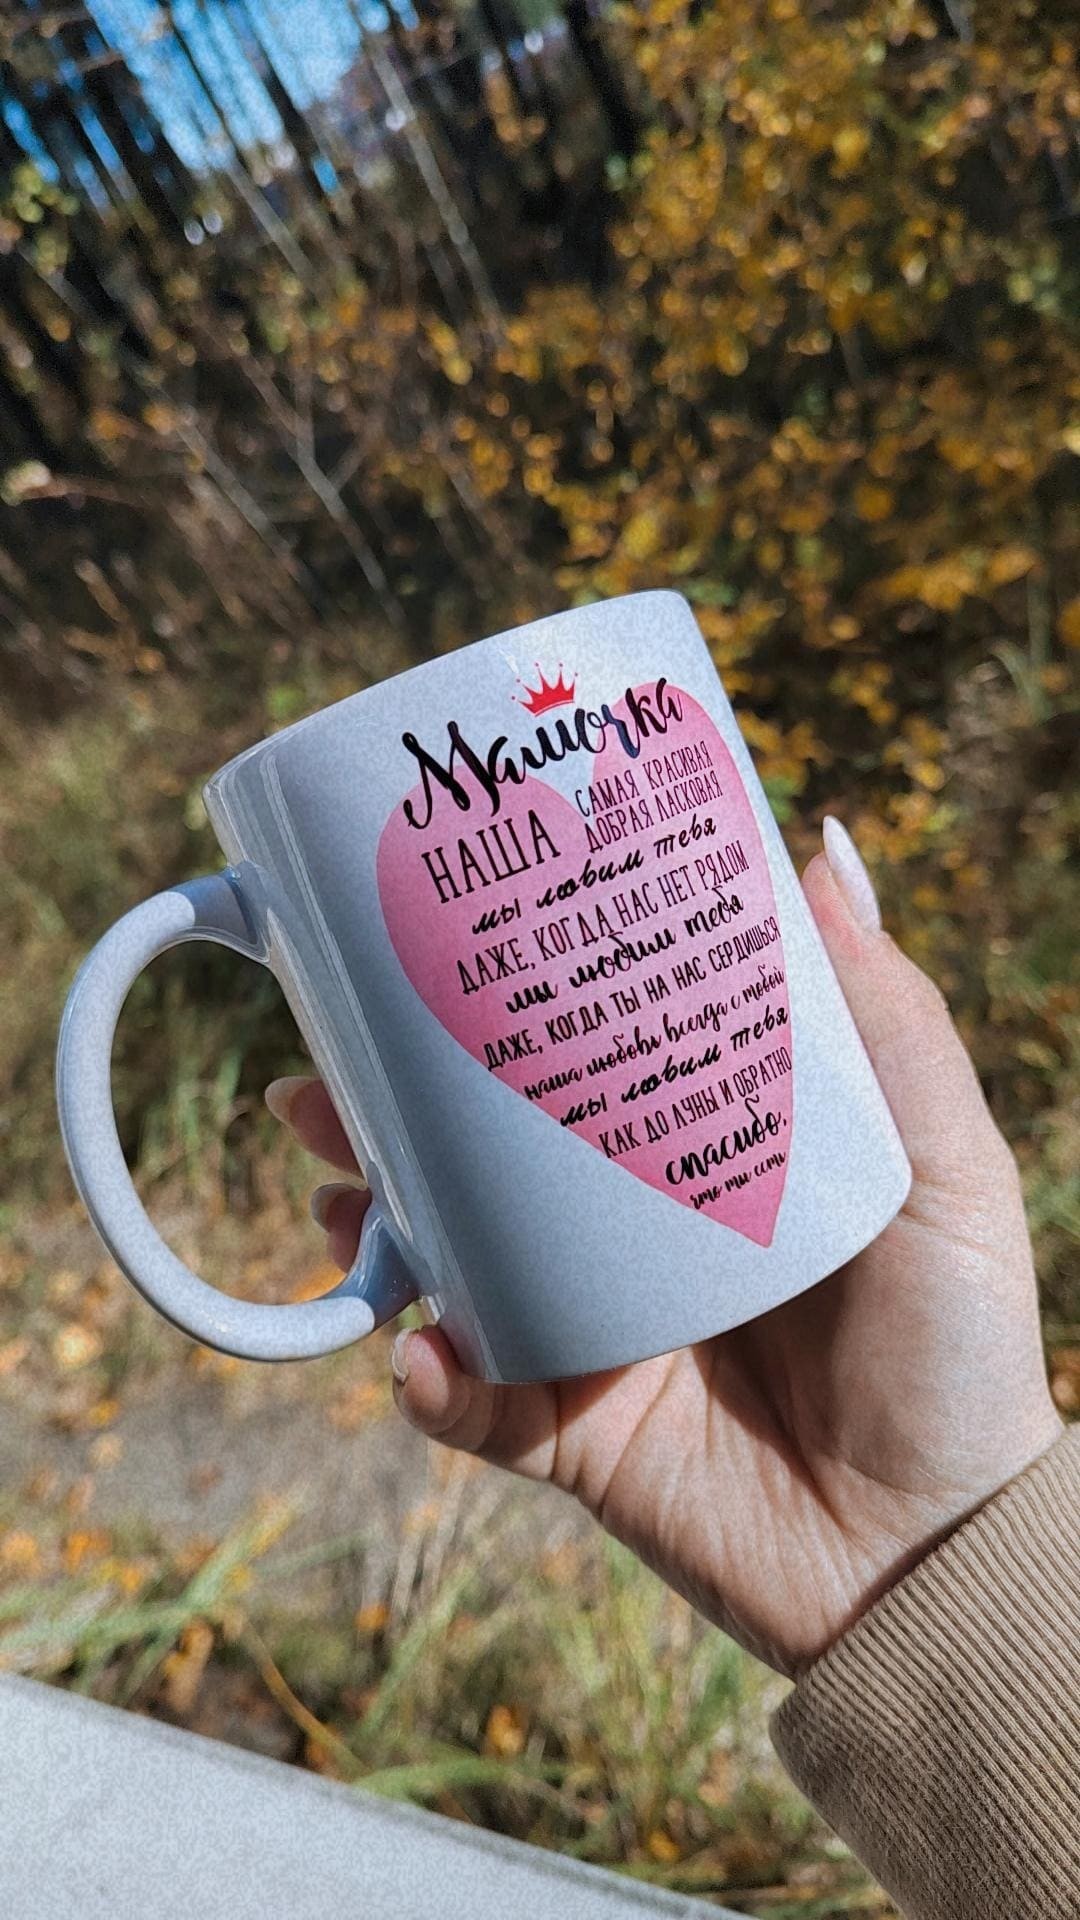 Мамочка
НАША САМАЯ КРАСИВАЯ
ДОБРАЯ ЛАСКОВАЯ
мы любим тебя
ДАЖЕ, КОГДА НАС НЕТ РЯДОМ
мы любим тебя
ДАЖЕ, КОГДА ТЫ НА НАС СЕРДИШЬСЯ
наша любовь всегда с тобой
мы любим тебя
КАК ДО ЛУНЫ И ОБРАТНО
спасибо,
что ты есть